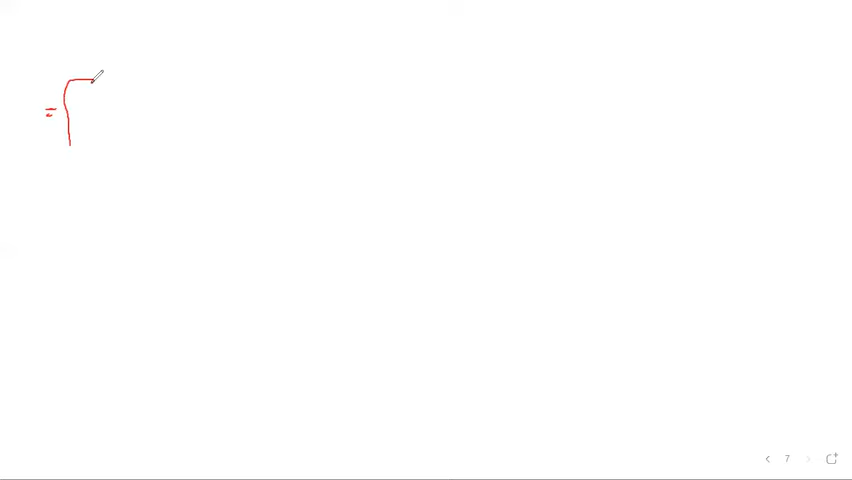 = [
7